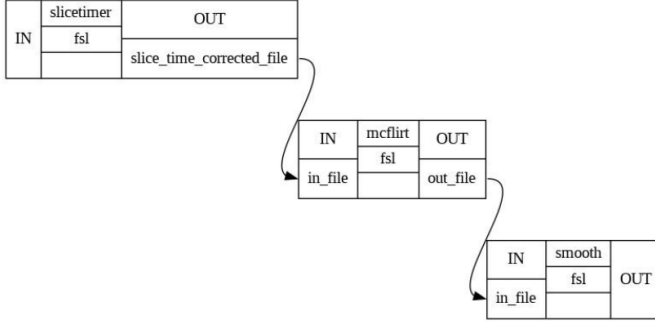 IN
slicetimer
fsl
OUT
slice_time_corrected_file
IN
in_file
mcflirt
fsl
OUT
out_file
IN
in_file
smooth
fsl
OUT